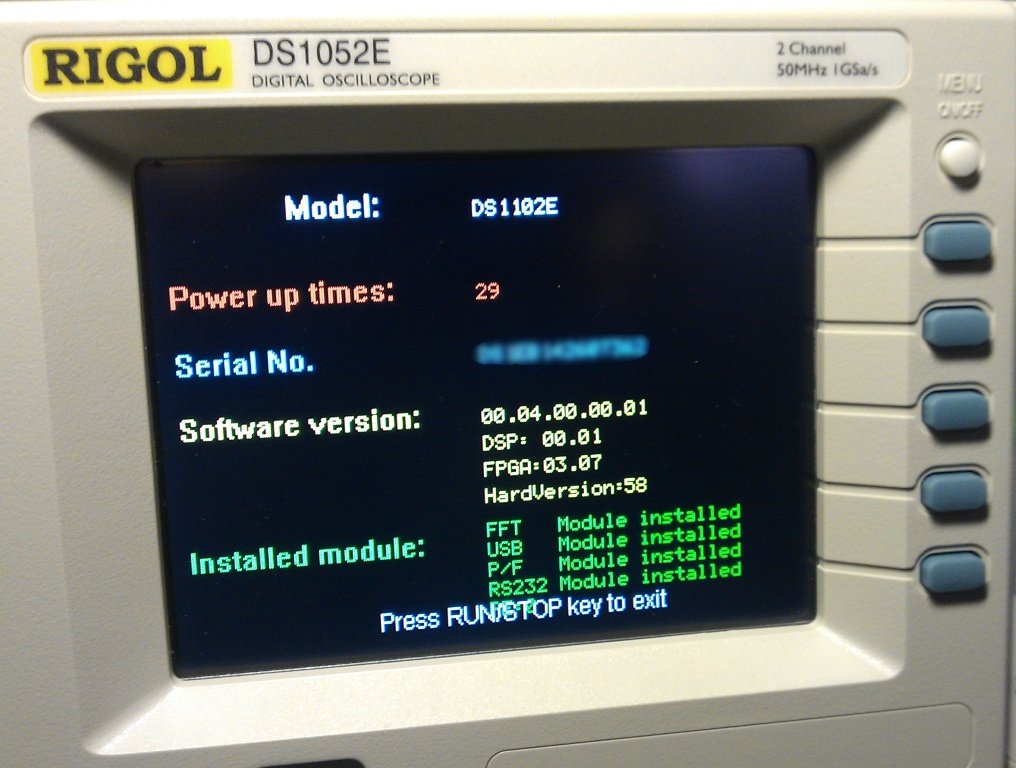 RIGOL DS1052E
DIGITAL OSCILLOSCOPE
2 Channel
50MHz 1GSa/s
MENU
ON/OFF
Model: DS1102E
Power up times: 29
Serial No.
Software version: 00.04.00.00.01
DSP: 00.01
FPGA:03.07
HardVersion:58
Installed module: FFT Module installed
USB Module installed
P/F Module installed
RS232 Module installed
Press RUN/STOP key to exit